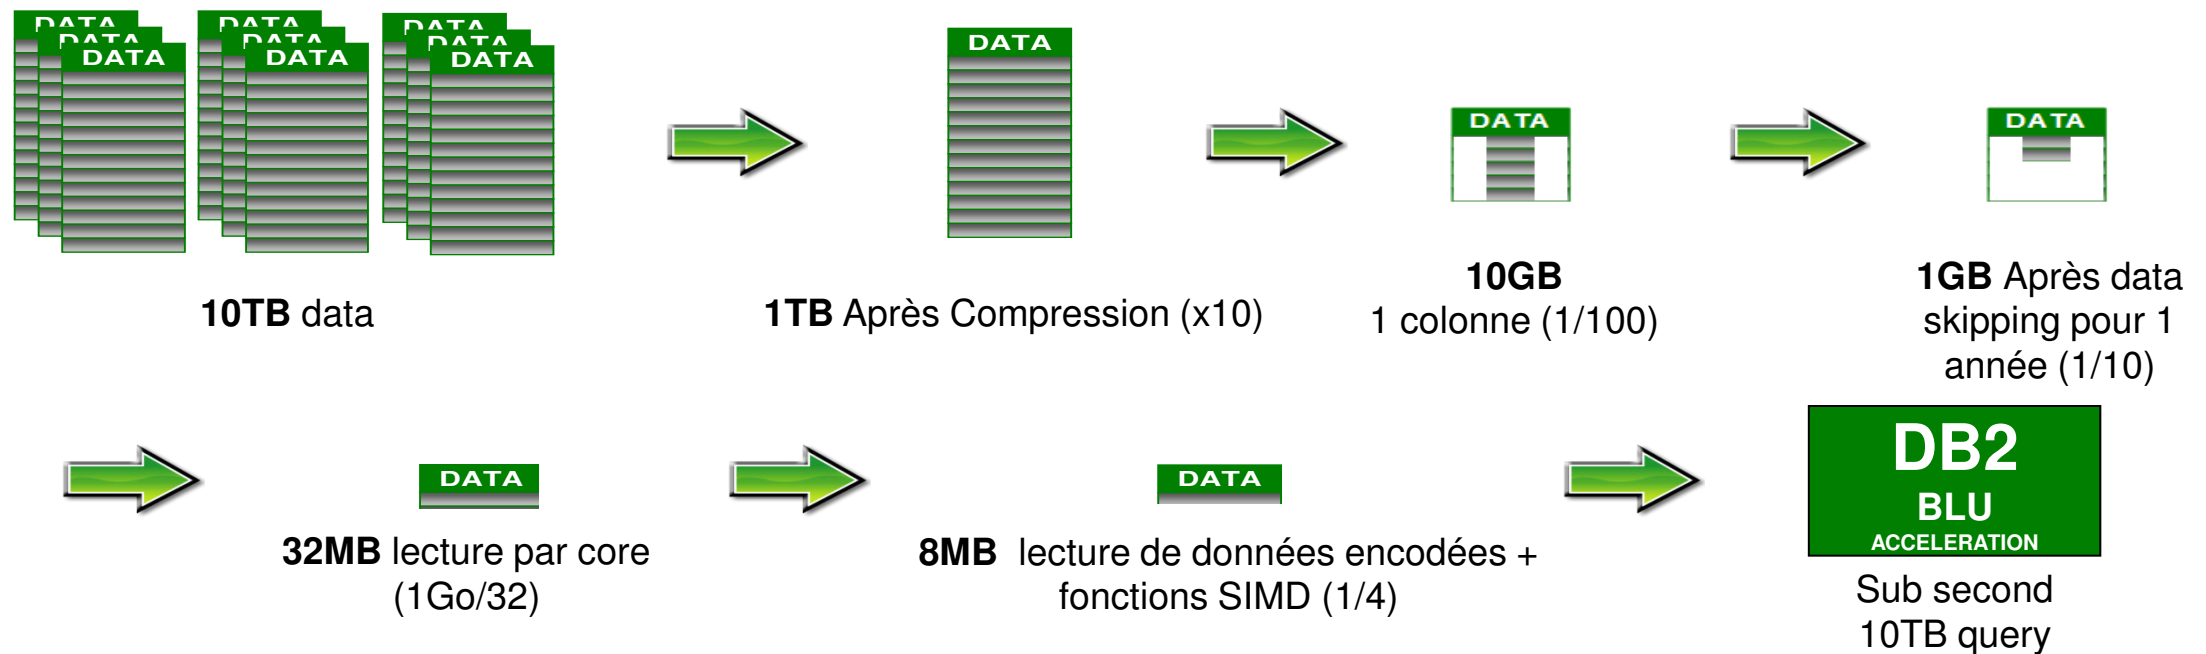 DATA
DATA
DATA
DATA
DATA
DATA
DATA
DATA
DATA
DATA
DATA
DATA
10TB data
1TB Après Compression (x10)
10GB
1 colonne (1/100)
1GB Après data
skipping pour 1
année (1/10)
DATA
32MB lecture par core
(1Go/32)
DATA
8MB lecture de données encodées +
fonctions SIMD (1/4)
DB2
BLU
ACCELERATION
Sub second
10TB query